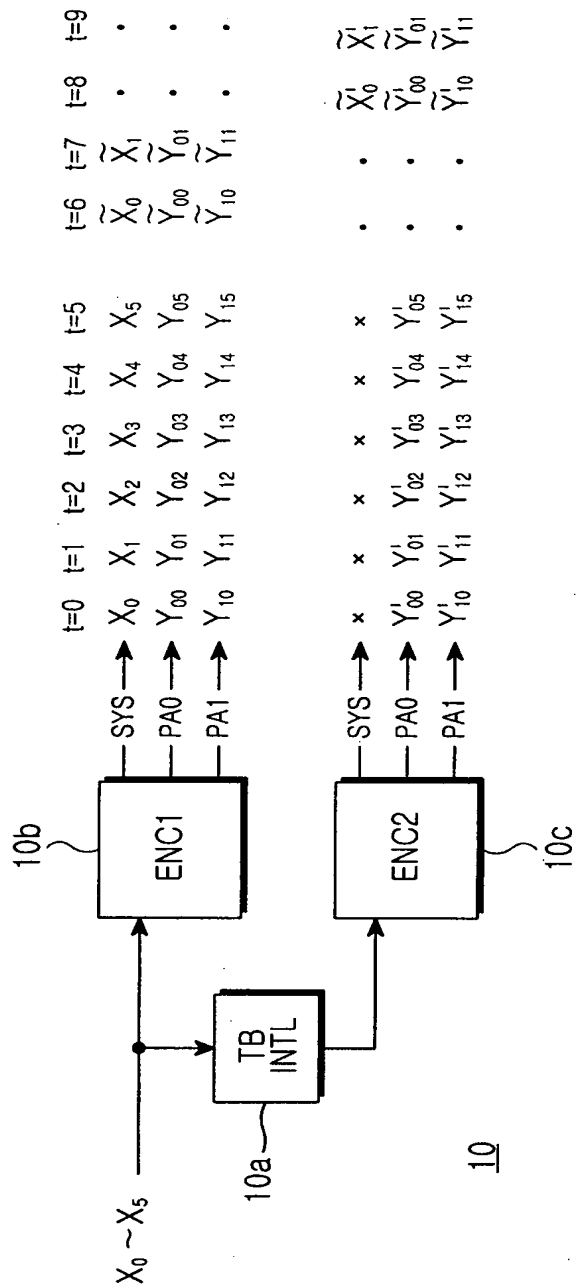 t=0 t=1 t=2 t=3 t=4 t=5 t=6 t=7 t=8 t=9
10b
ENC1
SYS X₀ X₁ X₂ X₃ X₄ X₅ X̃₀ X̃₁ • •
PA0 Y₀₀ Y₀₁ Y₀₂ Y₀₃ Y₀₄ Y₀₅ Ỹ₀₀ Ỹ₀₁ • •
PA1 Y₁₀ Y₁₁ Y₁₂ Y₁₃ Y₁₄ Y₁₅ Ỹ₁₀ Ỹ₁₁ • •
X₀ ~ X₅
TB
INTL
10a
ENC2
10c
SYS × × × × × × • • X̃'₀ X̃'₁
PA0 Y'₀₀ Y'₀₁ Y'₀₂ Y'₀₃ Y'₀₄ Y'₀₅ • • Ỹ'₀₀ Ỹ'₀₁
PA1 Y'₁₀ Y'₁₁ Y'₁₂ Y'₁₃ Y'₁₄ Y'₁₅ • • Ỹ'₁₀ Ỹ'₁₁
10